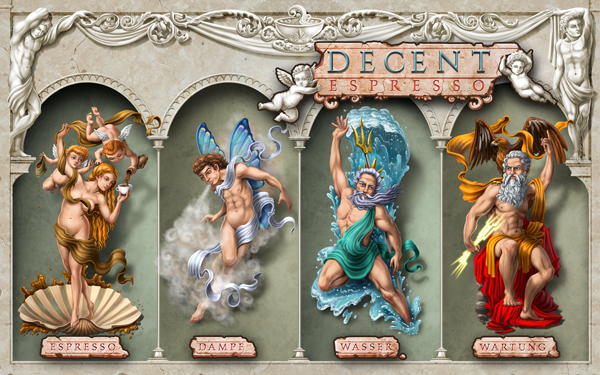 DECENT
ESPRESSO
ESPRESSO
DAMPF
WASSER
WARTUNG